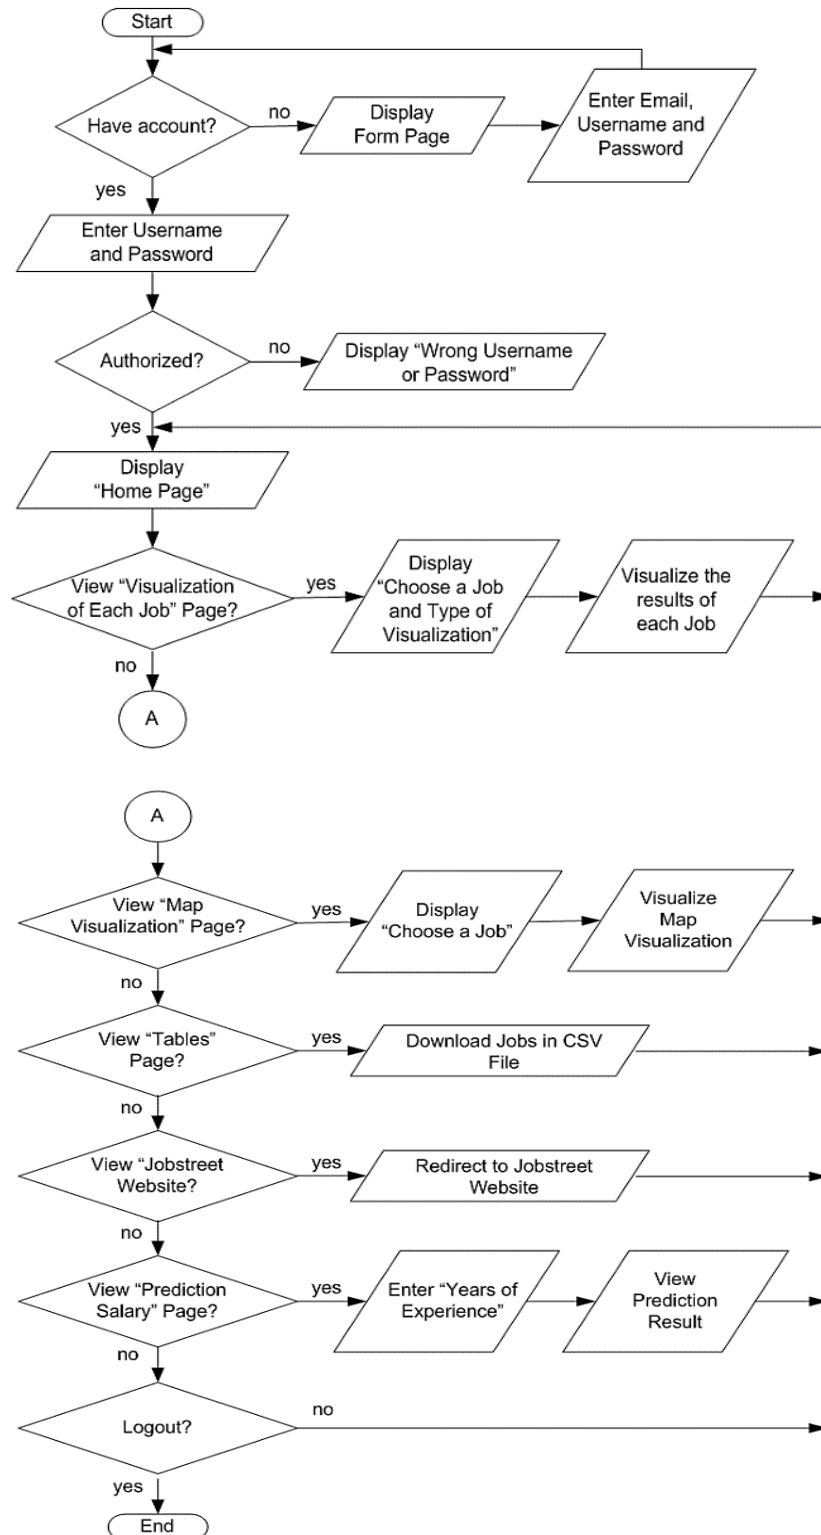 Start
Have account?
no
Display
Form Page
Enter Email,
Username and
Password
yes
Enter Username
and Password
Authorized?
no
Display “Wrong Username
or Password”
yes
Display
“Home Page”
View “Visualization
of Each Job” Page?
yes
Display
“Choose a Job
and Type of
Visualization”
Visualize the
results of
each Job
no
A
A
View “Map
Visualization” Page?
yes
Display
“Choose a Job”
Visualize
Map
Visualization
no
View “Tables”
Page?
yes
Download Jobs in CSV
File
no
View “Jobstreet
Website?
yes
Redirect to Jobstreet
Website
no
View “Prediction
Salary” Page?
yes
Enter “Years of
Experience”
View
Prediction
Result
no
Logout?
no
yes
End